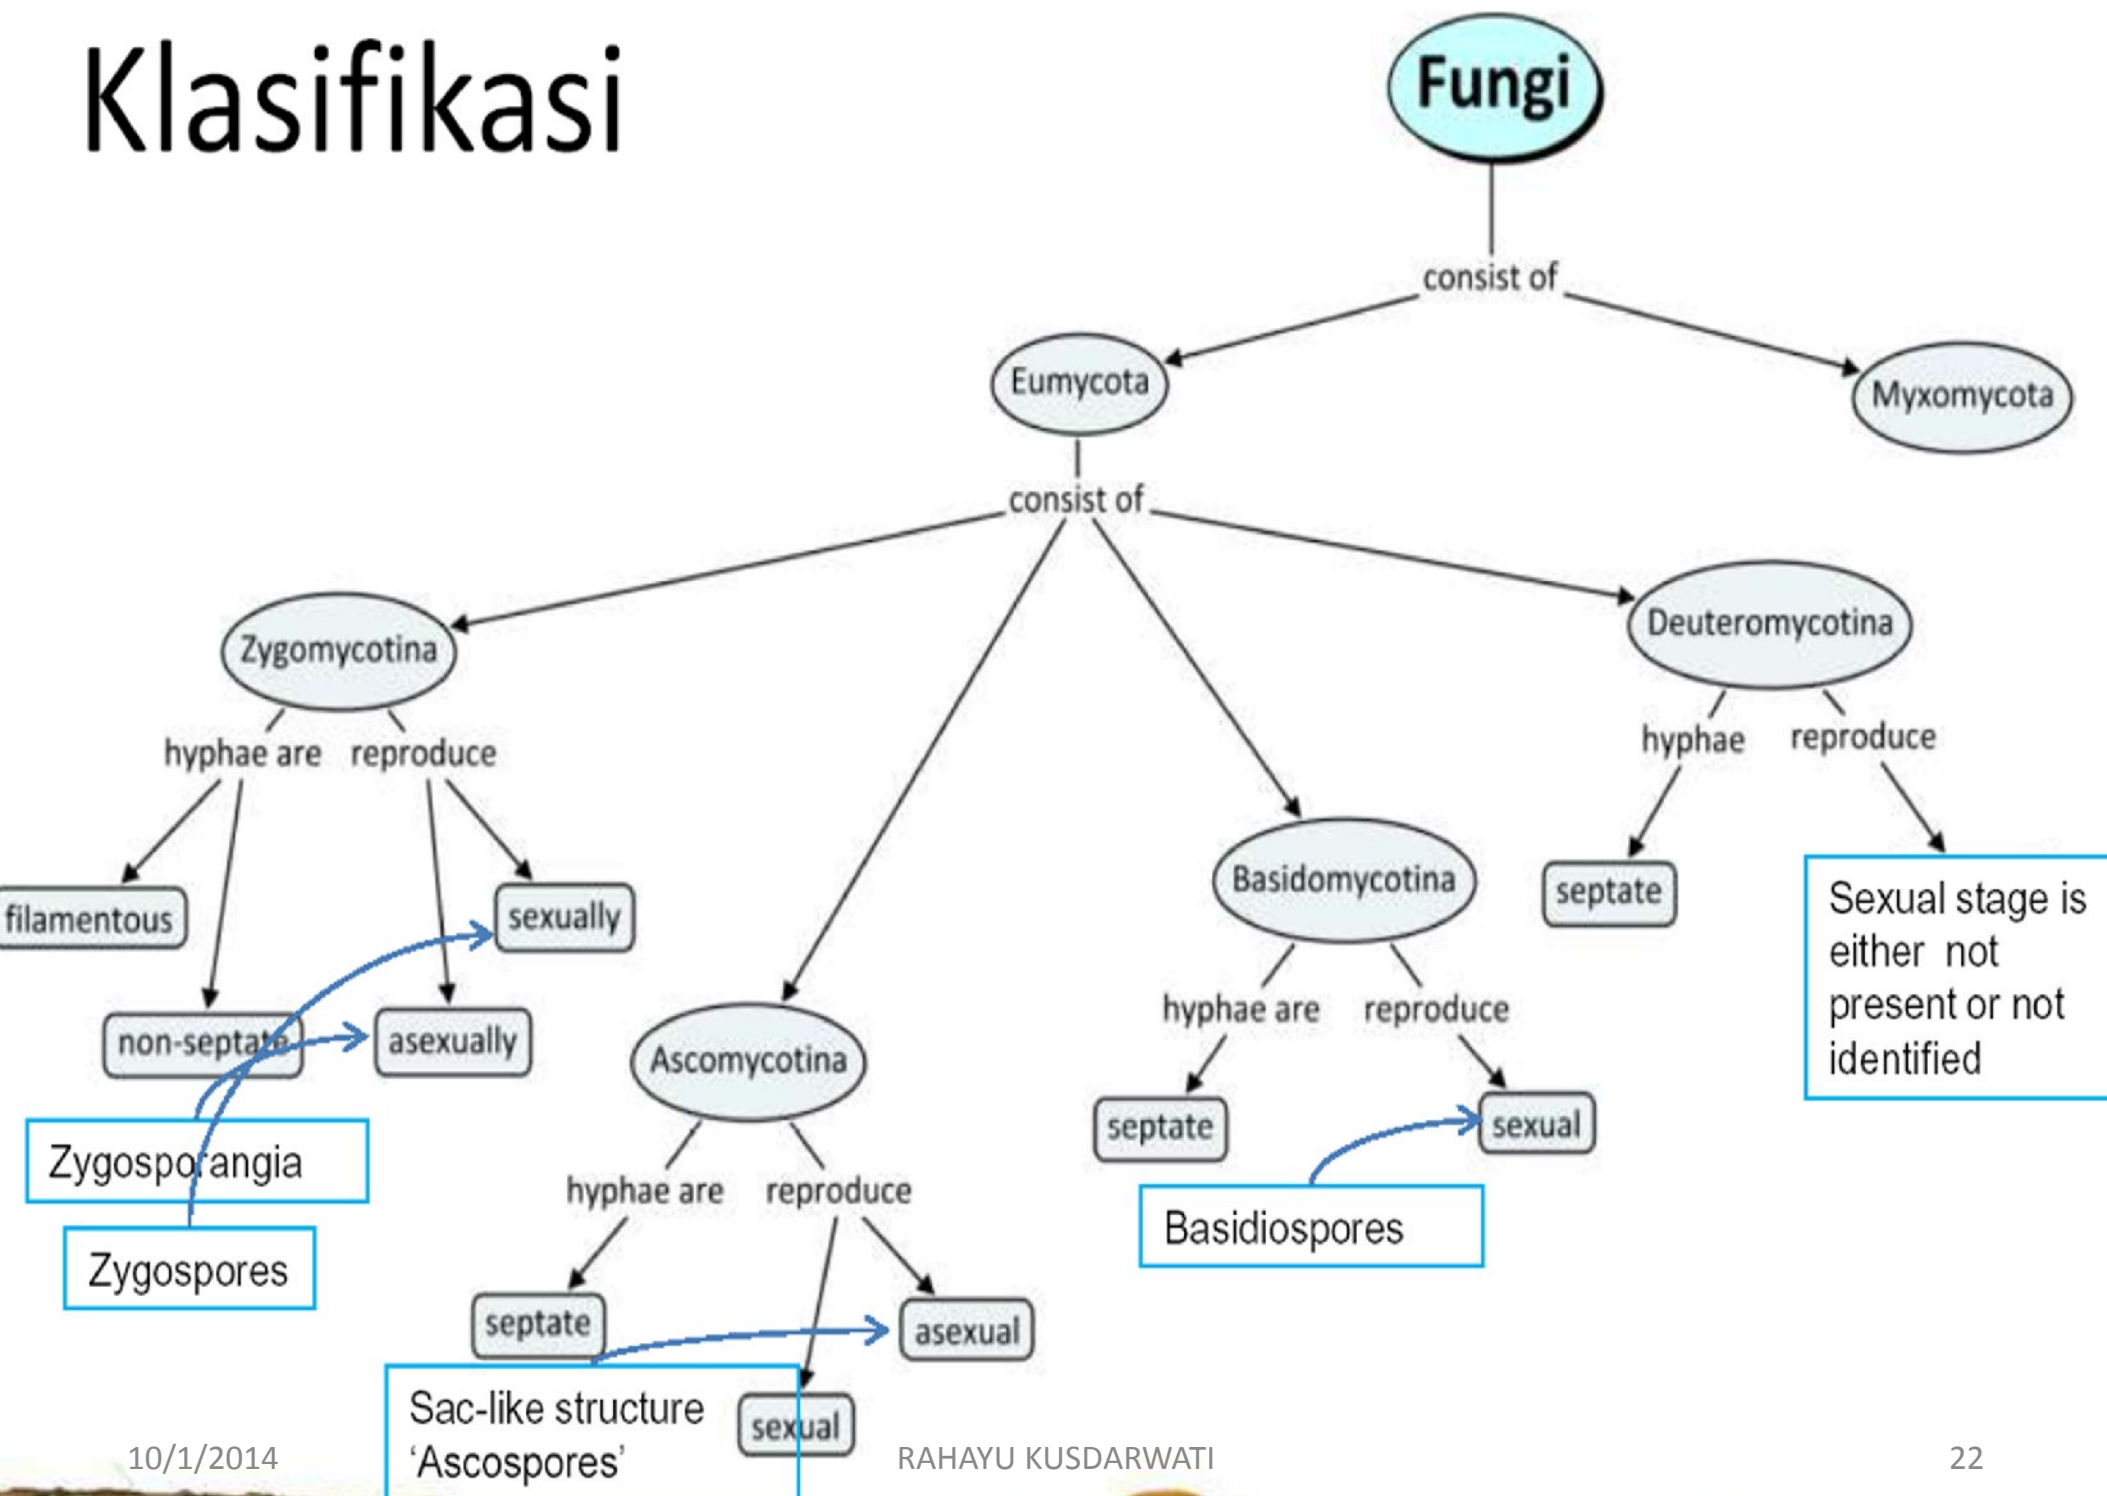 Klasifikasi
Fungi
consist of
Eumycota
Myxomycota
consist of
Zygomycotina
Deuteromycotina
hyphae are
reproduce
hyphae
reproduce
filamentous
sexually
non-septate
asexually
Zygosporangia
Zygospores
Ascomycotina
hyphae are
reproduce
septate
asexual
sexual
Sac-like structure
‘Ascospores’
Basidomycotina
hyphae are
reproduce
septate
sexual
Basidiospores
septate
Sexual stage is
either not
present or not
identified
10/1/2014
RAHAYU KUSDARWATI
22